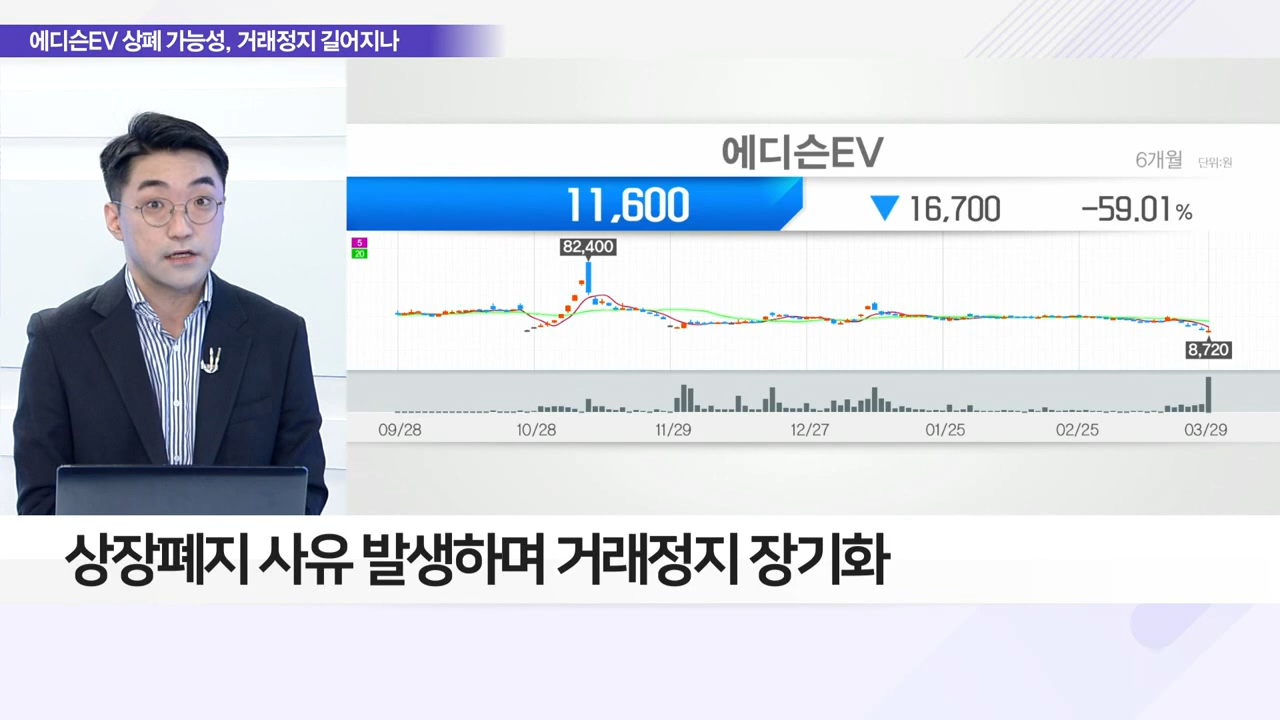 에디슨EV 상폐 가능성, 거래정지 길어지나
에디슨EV
6개월 단위:원
11,600 ▼ 16,700 -59.01%
5
20
82,400
8,720
09/28 10/28 11/29 12/27 01/25 02/25 03/29
상장폐지 사유 발생하며 거래정지 장기화